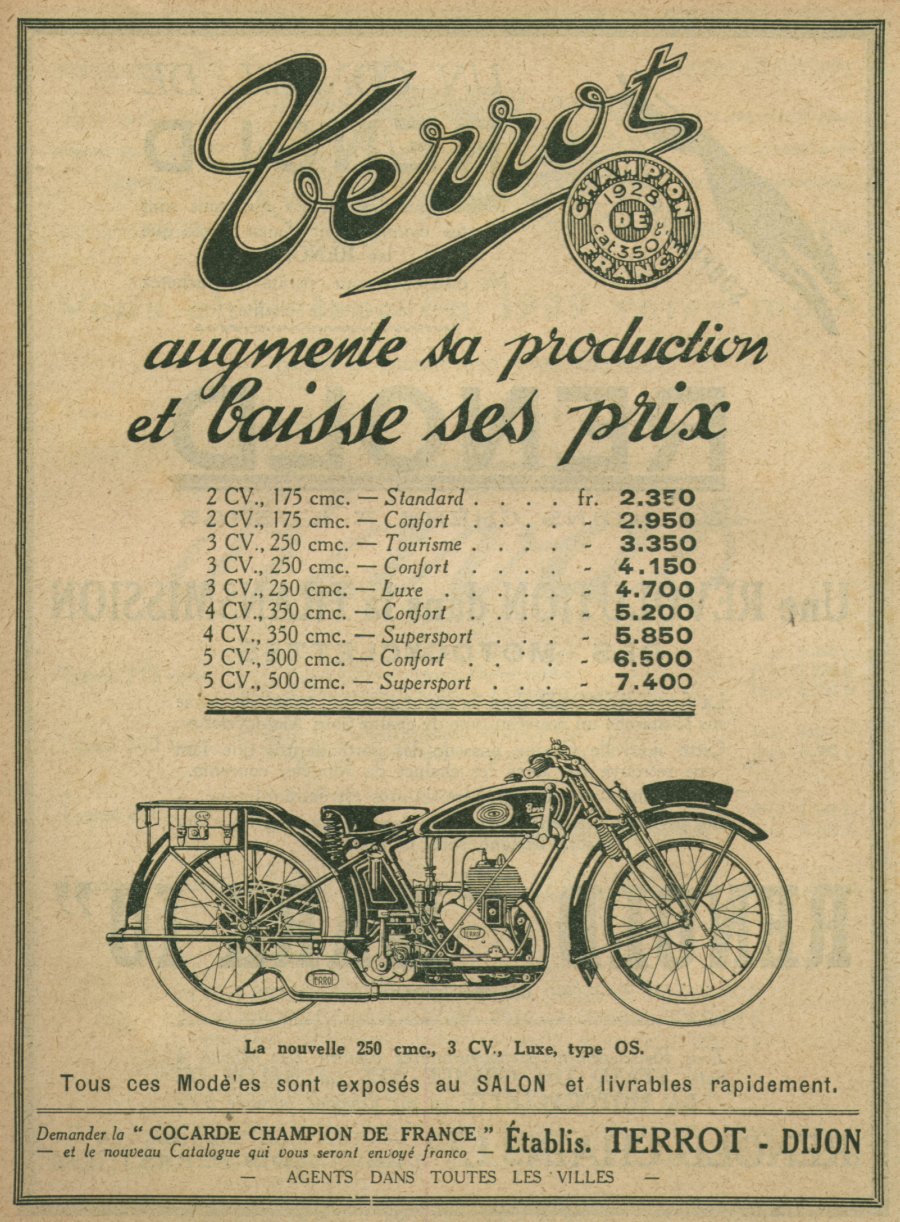 Terrot
CHAMPION
1928
DE
cat 350 cc
FRANCE
augmente sa production
et baisse ses prix
2 CV., 175 cmc. — Standard . . . . fr. 2.350
2 CV., 175 cmc. — Confort . . . . - 2.950
3 CV., 250 cmc. — Tourisme . . . . - 3.350
3 CV., 250 cmc. — Confort . . . . - 4.150
3 CV., 250 cmc. — Luxe . . . . . - 4.700
4 CV., 350 cmc. — Confort . . . . - 5.200
4 CV., 350 cmc. — Supersport . . . . - 5.850
5 CV., 500 cmc. — Confort . . . . - 6.500
5 CV., 500 cmc. — Supersport . . . - 7.400
TERROT
TERROT
La nouvelle 250 cmc., 3 CV., Luxe, type OS.
Tous ces Modè'es sont exposés au SALON et livrables rapidement.
Demander la " COCARDE CHAMPION DE FRANCE "
— et le nouveau Catalogue qui vous seront envoyé franco —
Établis. TERROT - DIJON
— AGENTS DANS TOUTES LES VILLES —